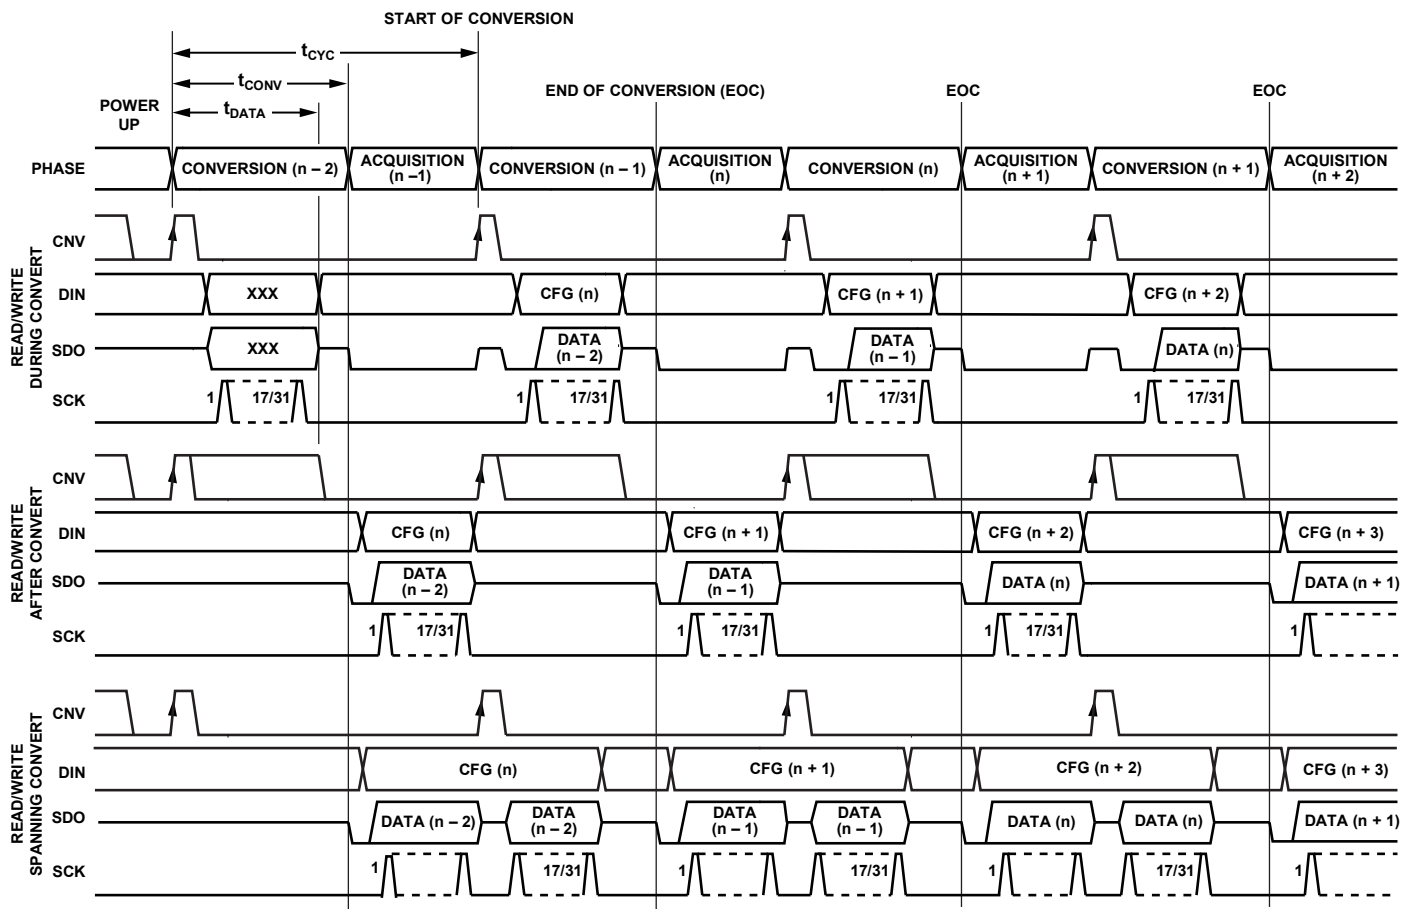 START OF CONVERSION
tCYC
tCONV
tDATA
POWER
UP
END OF CONVERSION (EOC)
EOC
EOC
PHASE
CONVERSION (n – 2)
ACQUISITION
(n –1)
CONVERSION (n – 1)
ACQUISITION
(n)
CONVERSION (n)
ACQUISITION
(n + 1)
CONVERSION (n + 1)
ACQUISITION
(n + 2)
READ/WRITE
DURING CONVERT
CNV
DIN
XXX
CFG (n)
CFG (n + 1)
CFG (n + 2)
SDO
XXX
DATA
(n – 2)
DATA
(n – 1)
DATA (n)
SCK
1
17/31
1
17/31
1
17/31
1
17/31
READ/WRITE
AFTER CONVERT
CNV
DIN
CFG (n)
CFG (n + 1)
CFG (n + 2)
CFG (n + 3)
SDO
DATA
(n – 2)
DATA
(n – 1)
DATA (n)
DATA (n + 1)
SCK
1
17/31
1
17/31
1
17/31
1
READ/WRITE
SPANNING CONVERT
CNV
DIN
CFG (n)
CFG (n + 1)
CFG (n + 2)
CFG (n + 3)
SDO
DATA (n – 2)
DATA
(n – 2)
DATA
(n – 1)
DATA
(n – 1)
DATA (n)
DATA (n)
DATA (n + 1)
SCK
1
17/31
1
17/31
1
17/31
1